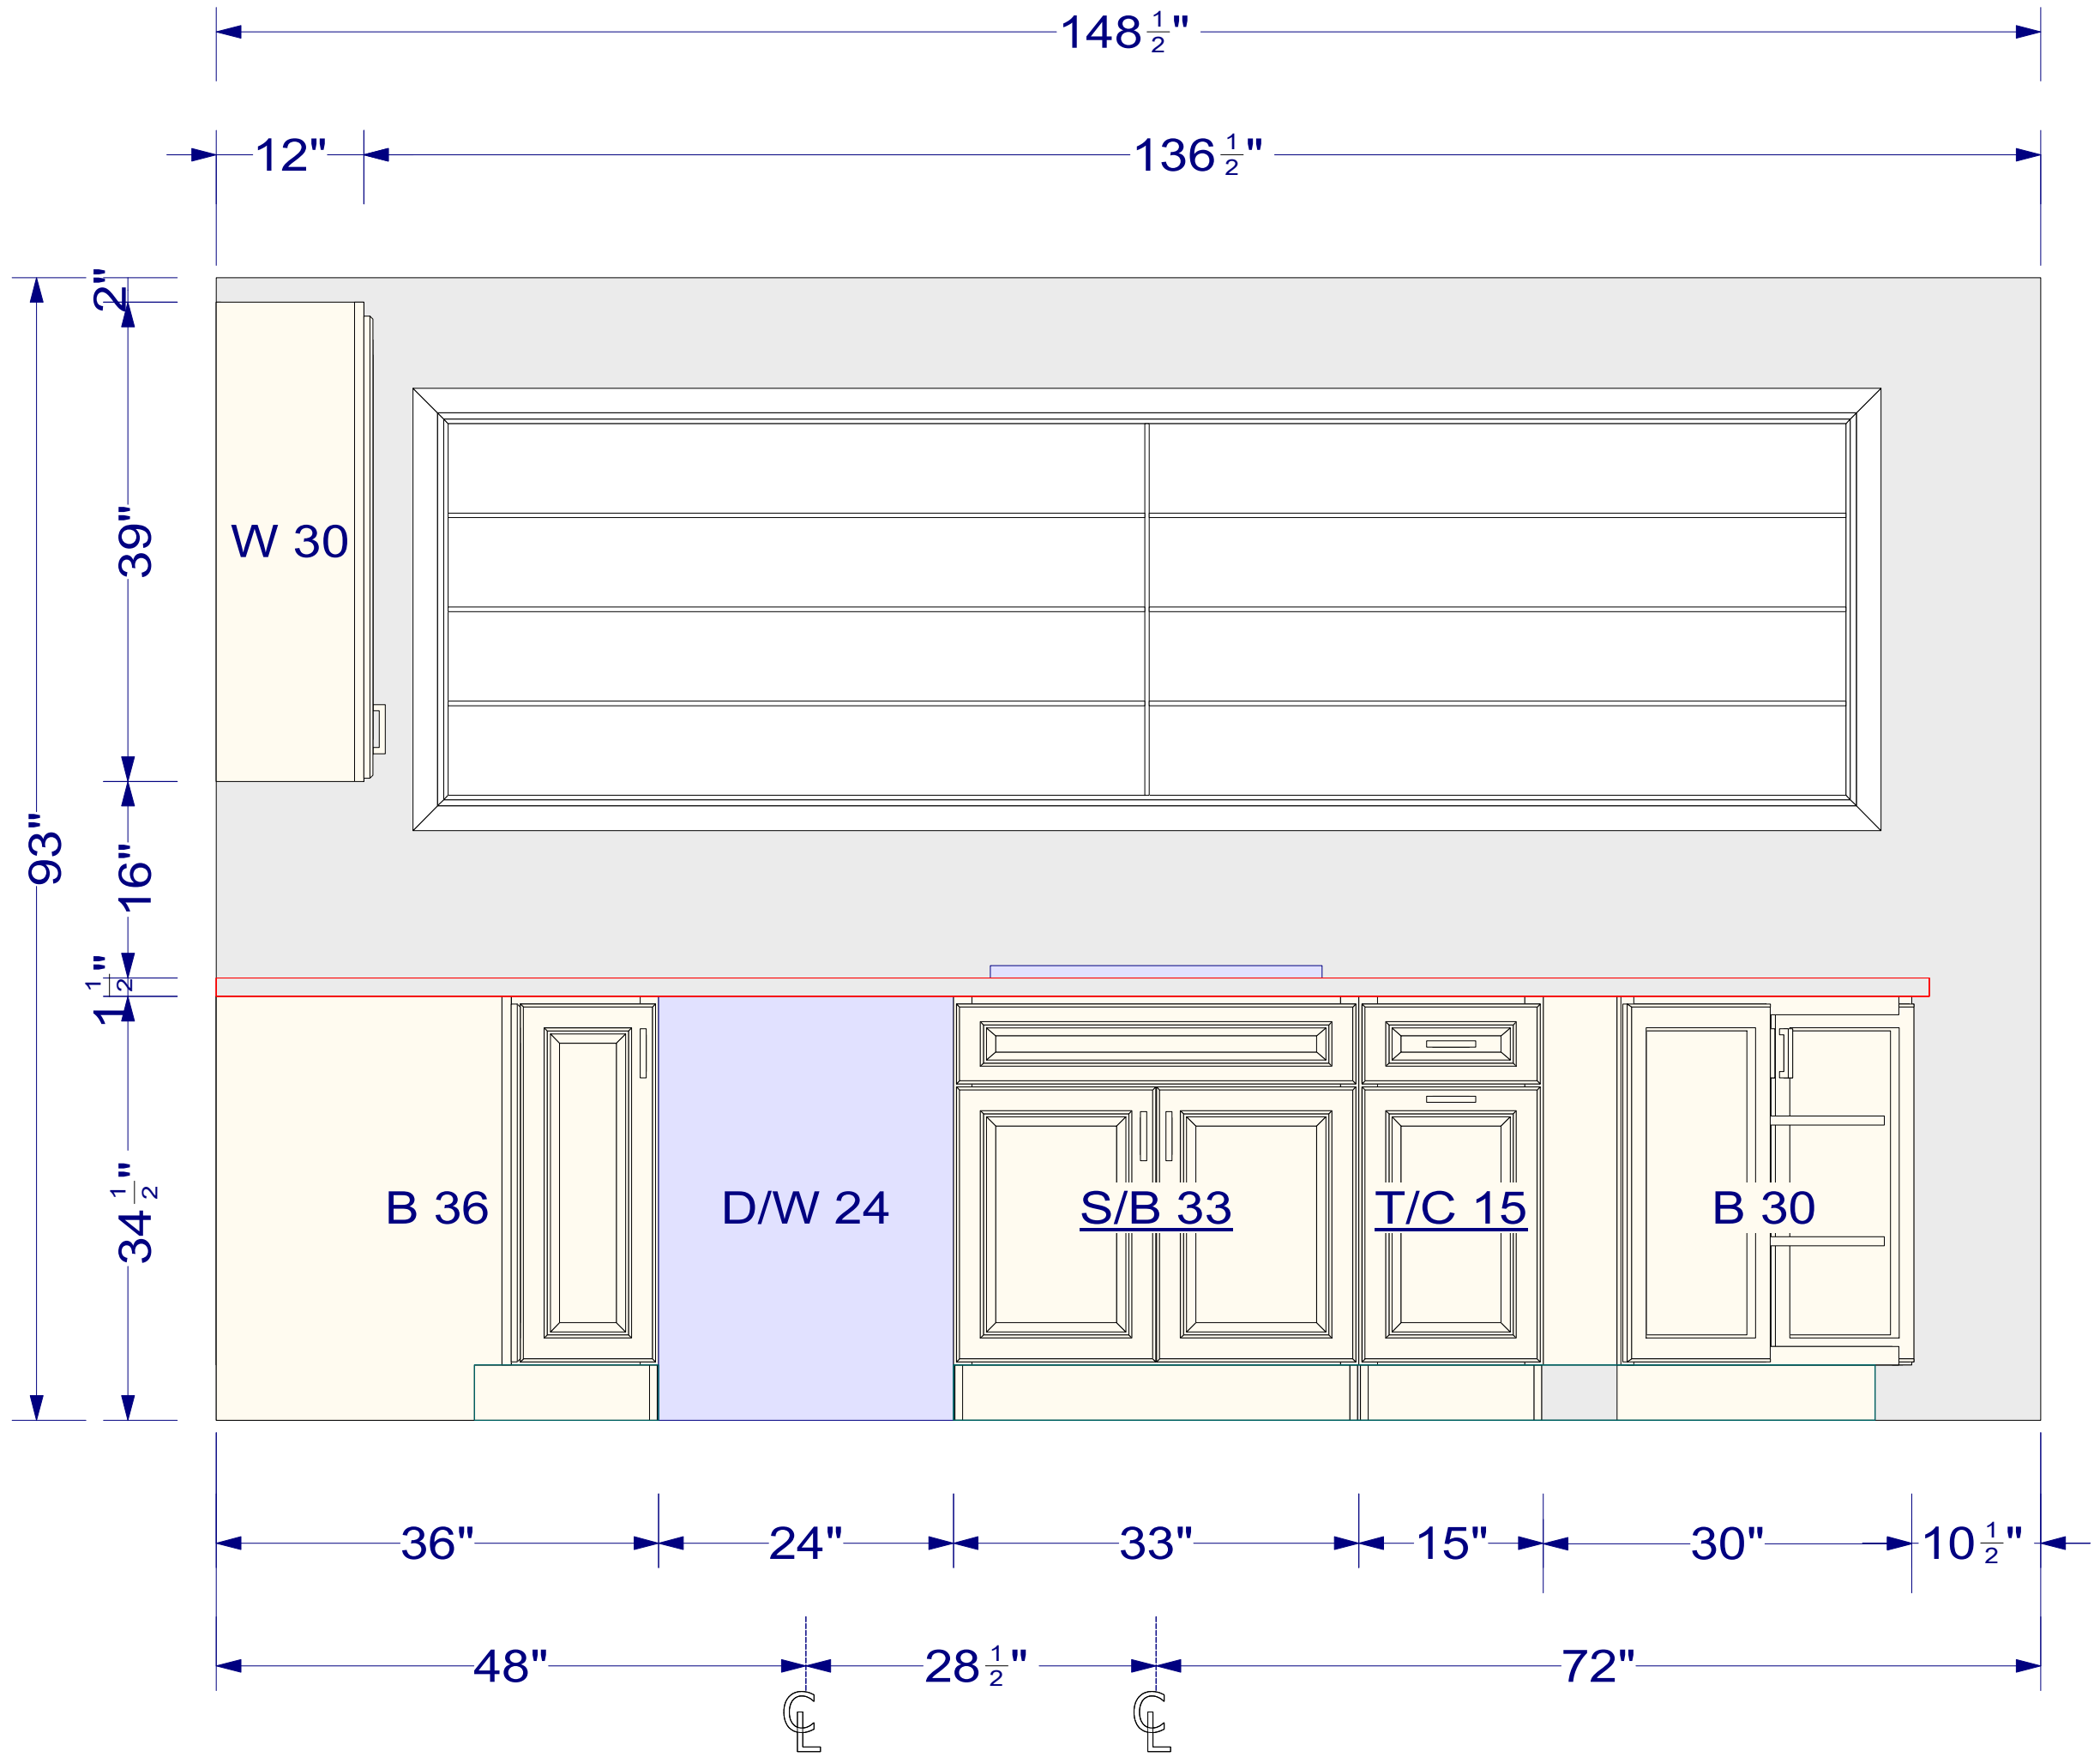 148 1/2"
12" 136 1/2"
2"
39"
W 30
93"
16"
1 1/2"
34 1/2"
B 36 D/W 24 S/B 33 T/C 15 B 30
36" 24" 33" 15" 30" 10 1/2"
48" 28 1/2" 72"
CL CL